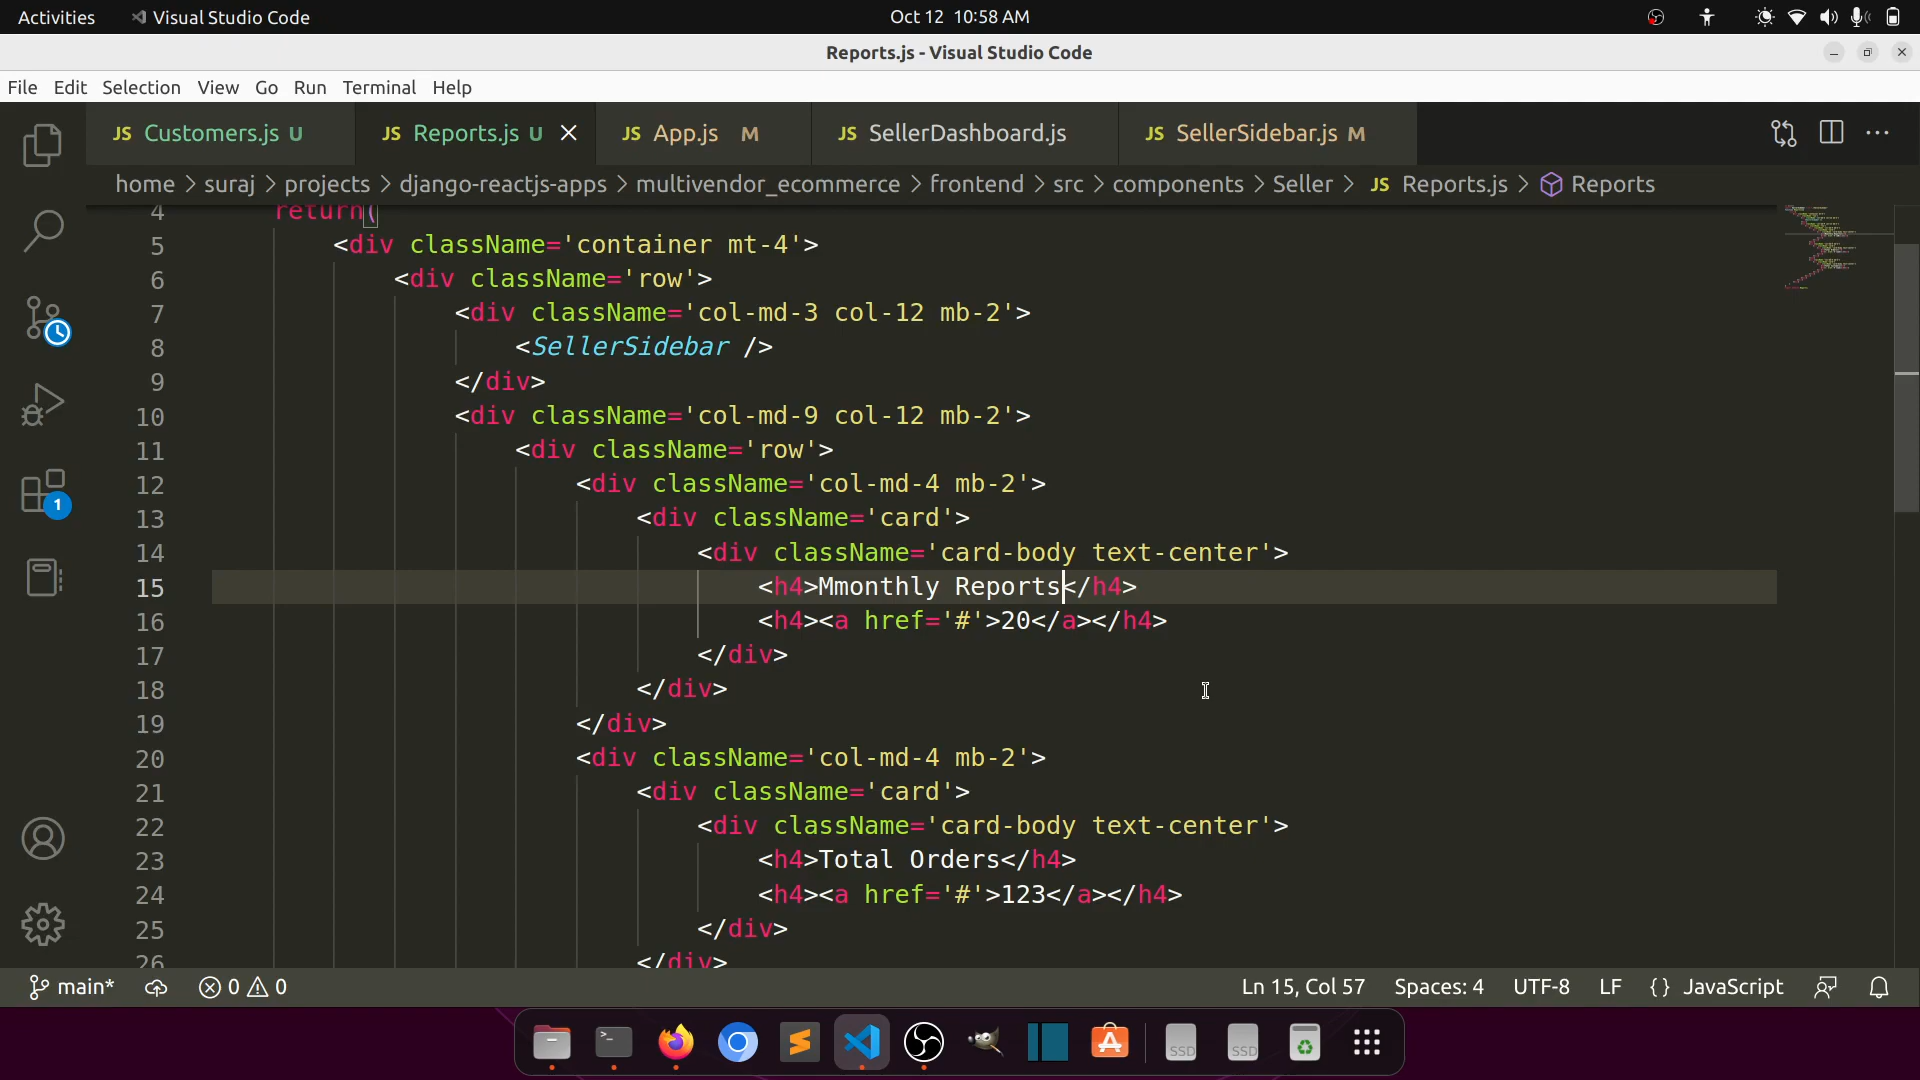 Activities Visual Studio Code Oct 12 10:58 AM
Reports.js - Visual Studio Code
File Edit Selection View Go Run Terminal Help
JS Customers.js U JS Reports.js U JS App.js M JS SellerDashboard.js JS SellerSidebar.js M
home > suraj > projects > django-reactjs-apps > multivendor_ecommerce > frontend > src > components > Seller > JS Reports.js > Reports
4 return(
5 <div className='container mt-4'>
6 <div className='row'>
7 <div className='col-md-3 col-12 mb-2'>
8 <SellerSidebar />
9 </div>
10 <div className='col-md-9 col-12 mb-2'>
11 <div className='row'>
12 <div className='col-md-4 mb-2'>
13 <div className='card'>
14 <div className='card-body text-center'>
15 <h4>Mmonthly Reports</h4>
16 <h4><a href='#'>20</a></h4>
17 </div>
18 </div>
19 </div>
20 <div className='col-md-4 mb-2'>
21 <div className='card'>
22 <div className='card-body text-center'>
23 <h4>Total Orders</h4>
24 <h4><a href='#'>123</a></h4>
25 </div>
26 </div>
1
main* 0 0 Ln 15, Col 57 Spaces: 4 UTF-8 LF {} JavaScript
SSD SSD